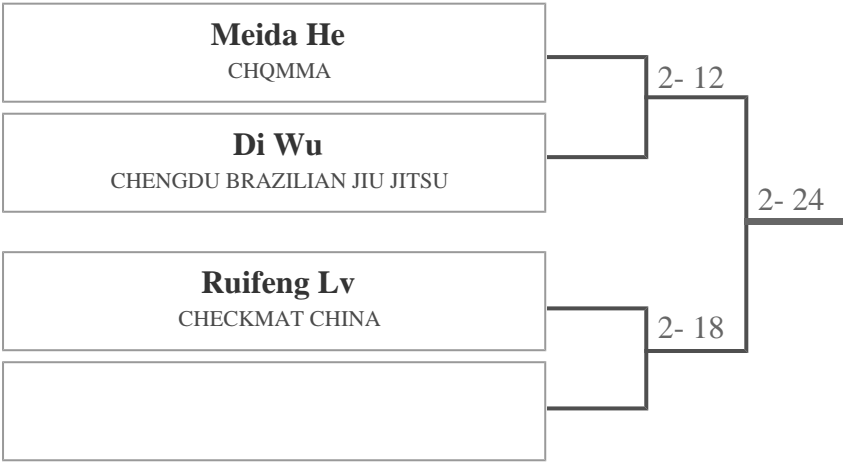 Meida He
CHQMMA
2- 12
Di Wu
CHENGDU BRAZILIAN JIU JITSU
2- 24
Ruifeng Lv
CHECKMAT CHINA
2- 18